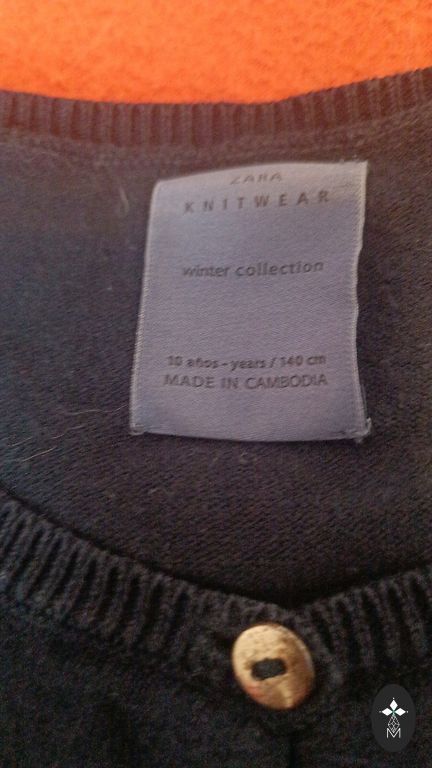 ZARA
KNITWEAR
winter collection
10 años - years / 140 cm
MADE IN CAMBODIA
M